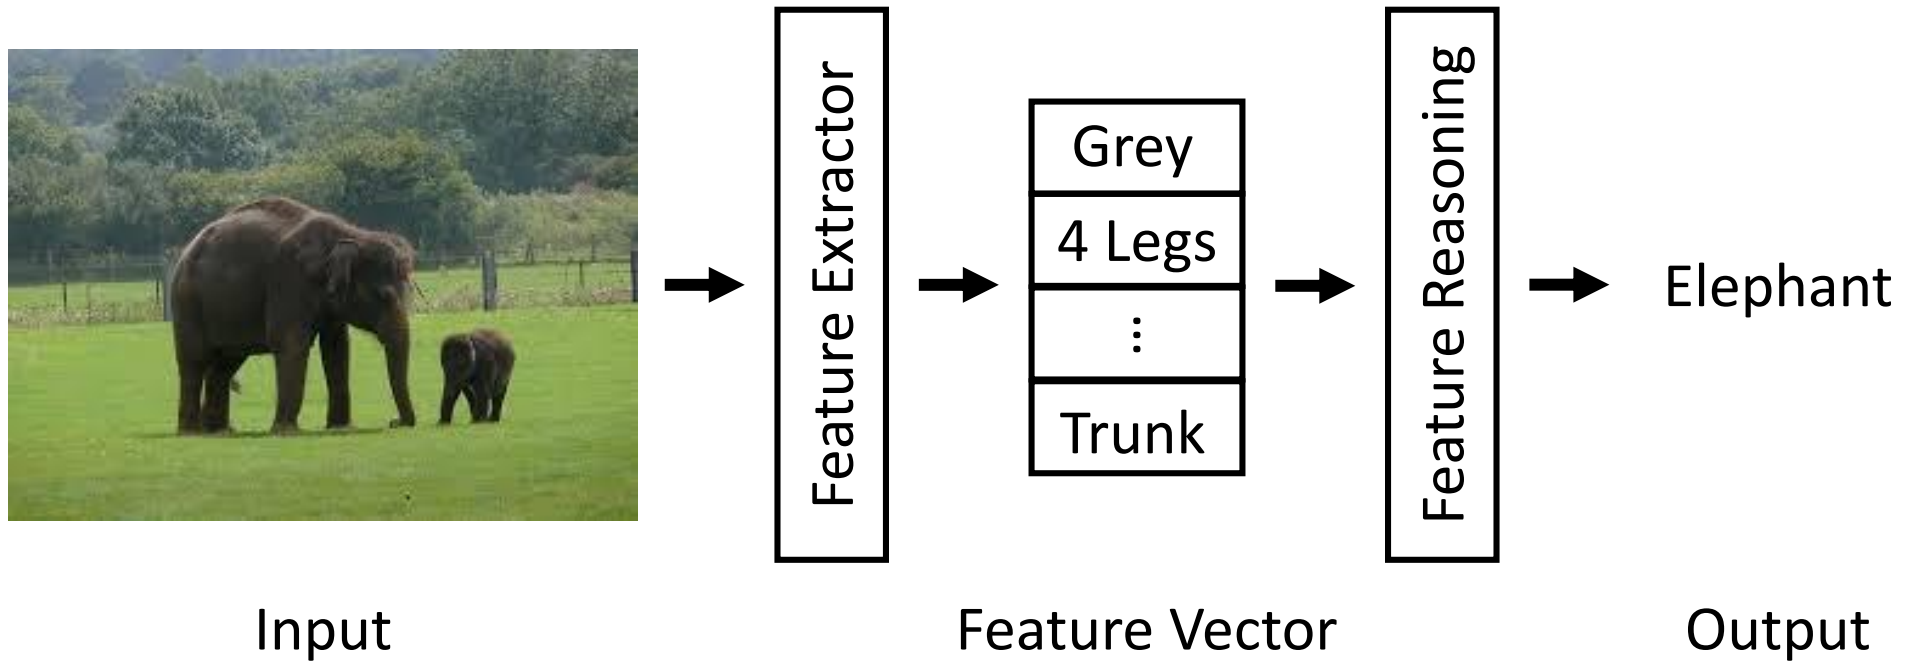 Feature Extractor
Grey
4 Legs
⋮
Trunk
Feature Reasoning
Elephant
Input
Feature Vector
Output